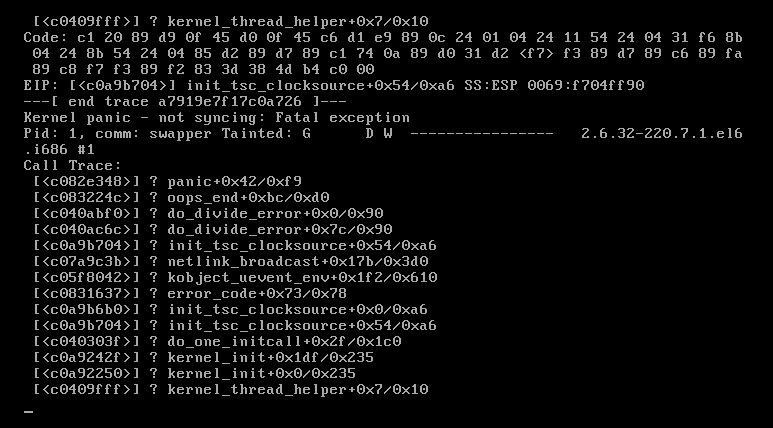 [<c0409fff>] ? kernel_thread_helper+0x7/0x10
Code: c1 20 89 d9 0f 45 d0 0f 45 c6 d1 e9 89 0c 24 01 04 24 11 54 24 04 31 f6 8b
04 24 8b 54 24 04 85 d2 89 d7 89 c1 74 0a 89 d0 31 d2 <f7> f3 89 d7 89 c6 89 fa
89 c8 f7 f3 89 f2 83 3d 38 4d b4 c0 00
EIP: [<c0a9b704>] init_tsc_clocksource+0x54/0xa6 SS:ESP 0069:f704ff90
---[ end trace a7919e7f17c0a726 ]---
Kernel panic - not syncing: Fatal exception
Pid: 1, comm: swapper Tainted: G      D W  ----------------   2.6.32-220.7.1.el6
.i686 #1
Call Trace:
[<c082e348>] ? panic+0x42/0xf9
[<c083224c>] ? oops_end+0xbc/0xd0
[<c040abf0>] ? do_divide_error+0x0/0x90
[<c040ac6c>] ? do_divide_error+0x7c/0x90
[<c0a9b704>] ? init_tsc_clocksource+0x54/0xa6
[<c07a9c3b>] ? netlink_broadcast+0x17b/0x3d0
[<c05f8042>] ? kobject_uevent_env+0x1f2/0x610
[<c0831637>] ? error_code+0x73/0x78
[<c0a9b6b0>] ? init_tsc_clocksource+0x0/0xa6
[<c0a9b704>] ? init_tsc_clocksource+0x54/0xa6
[<c040303f>] ? do_one_initcall+0x2f/0x1c0
[<c0a9242f>] ? kernel_init+0x1df/0x235
[<c0a92250>] ? kernel_init+0x0/0x235
[<c0409fff>] ? kernel_thread_helper+0x7/0x10
_